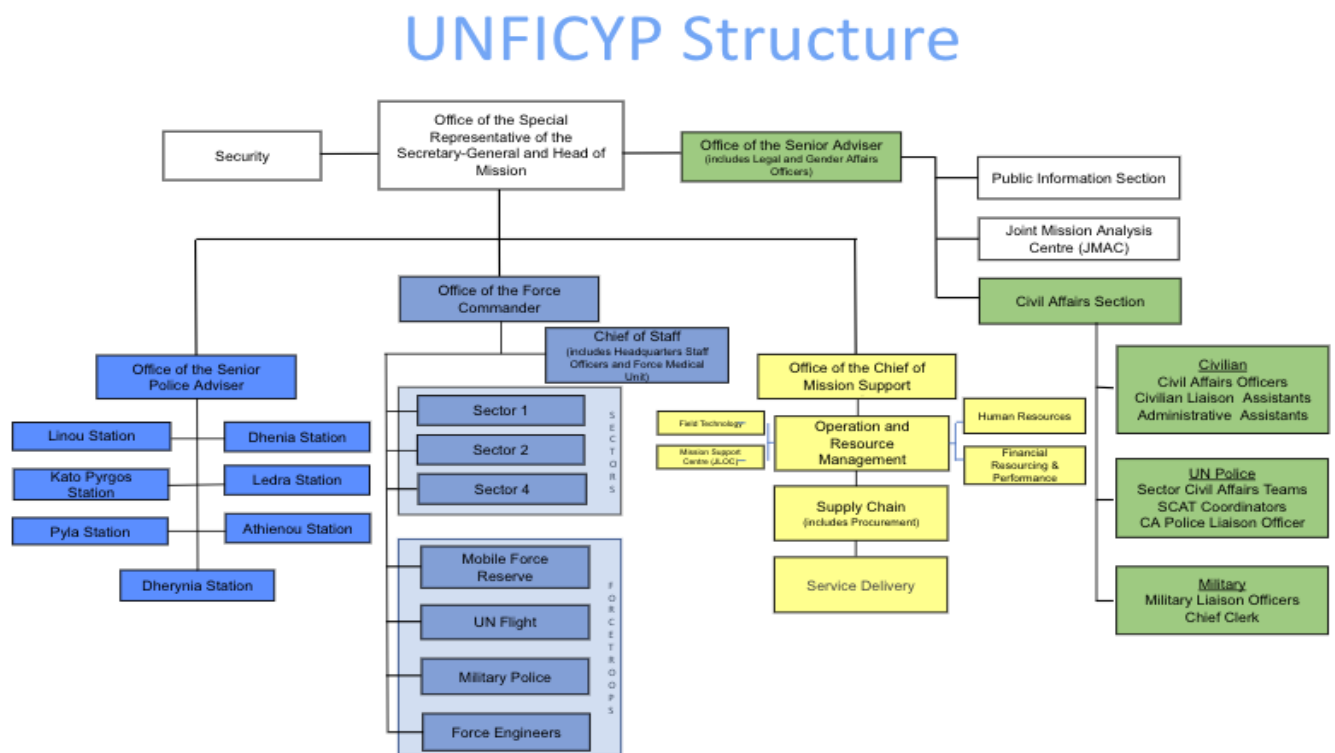 UNFICYP Structure
Office of the Special
Representative of the
Secretary-General and Head of
Mission
Security
Office of the Senior Adviser
(includes Legal and Gender Affairs
Officers)
Public Information Section
Joint Mission Analysis
Centre (JMAC)
Civil Affairs Section
Civilian
Civil Affairs Officers
Civilian Liaison Assistants
Administrative Assistants
UN Police
Sector Civil Affairs Teams
SCAT Coordinators
CA Police Liaison Officer
Military
Military Liaison Officers
Chief Clerk
Office of the Force
Commander
Chief of Staff
(includes Headquarters Staff
Officers and Force Medical
Unit)
SECTORS
Sector 1
Sector 2
Sector 4
FORCETROOPS
Mobile Force
Reserve
UN Flight
Military Police
Force Engineers
Office of the Senior
Police Adviser
Linou Station
Dhenia Station
Kato Pyrgos
Station
Ledra Station
Pyla Station
Athienou Station
Dherynia Station
Office of the Chief of
Mission Support
Field Technology
Mission Support
Centre (JLOC)
Operation and
Resource
Management
Human Resources
Financial
Resourcing &
Performance
Supply Chain
(includes Procurement)
Service Delivery